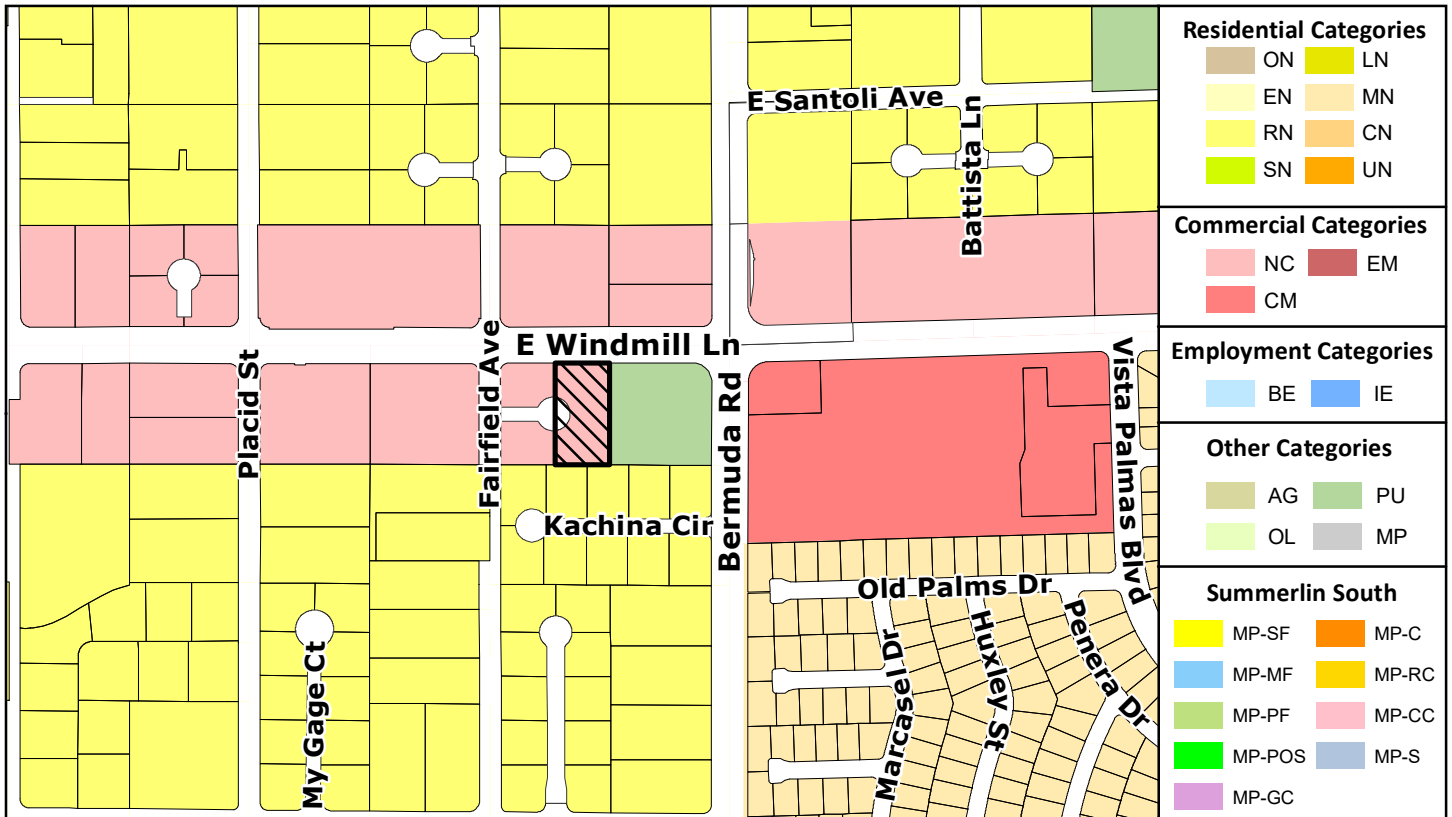 E Santoli Ave
Battista Ln
E Windmill Ln
Placid St
Fairfield Ave
Bermuda Rd
Vista Palmas Blvd
Kachina Cir
Old Palms Dr
My Gage Ct
Marcasel Dr
Huxley St
Penera Dr
Residential Categories
ON LN
EN MN
RN CN
SN UN
Commercial Categories
NC EM
CM
Employment Categories
BE IE
Other Categories
AG PU
OL MP
Summerlin South
MP-SF MP-C
MP-MF MP-RC
MP-PF MP-CC
MP-POS MP-S
MP-GC